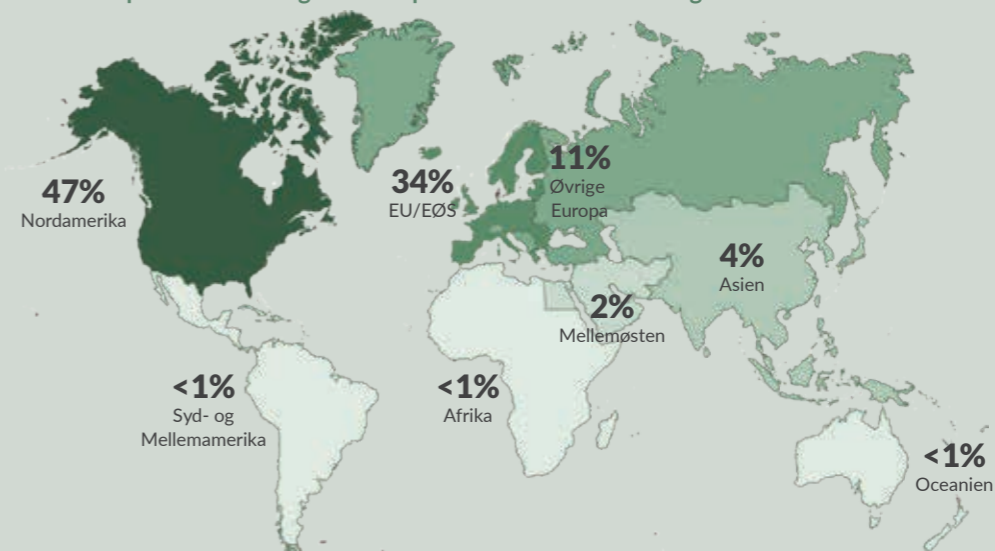 47%
Nordamerika
34%
EU/EØS
11%
Øvrige
Europa
4%
Asien
2%
Mellemøsten
<1%
Syd- og
Mellemamerika
<1%
Afrika
<1%
Oceanien